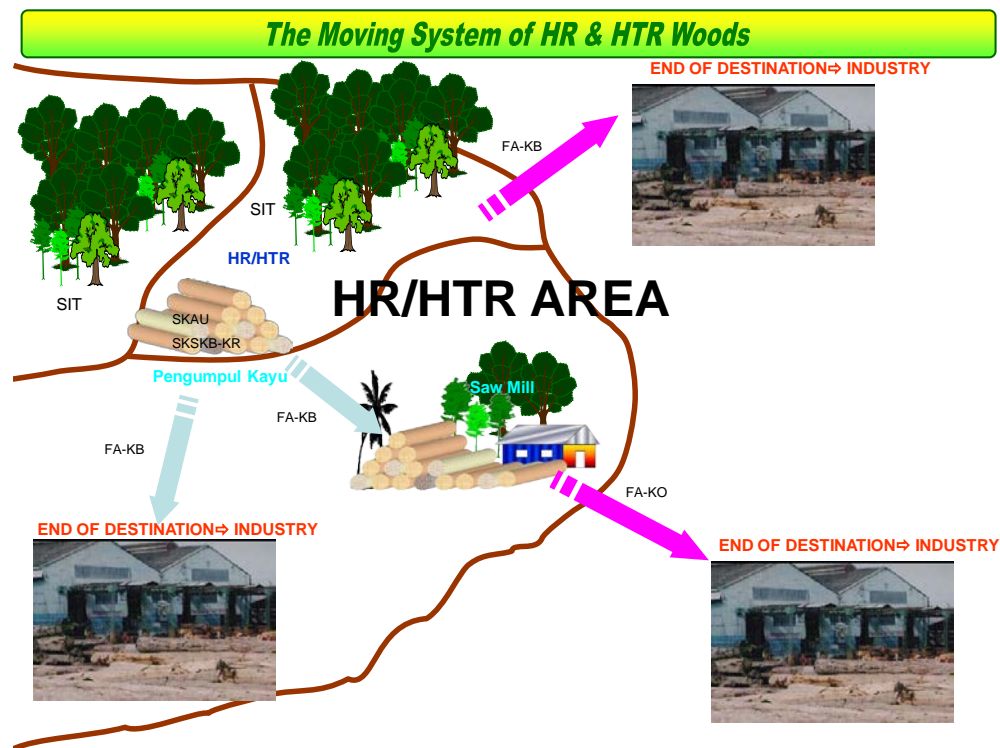 The Moving System of HR & HTR Woods
END OF DESTINATION⇨ INDUSTRY
FA-KB
SIT
HR/HTR
HR/HTR AREA
SIT
SKAU
SKSKB-KR
Pengumpul Kayu
Saw Mill
FA-KB
FA-KB
FA-KO
END OF DESTINATION⇨ INDUSTRY
END OF DESTINATION⇨ INDUSTRY